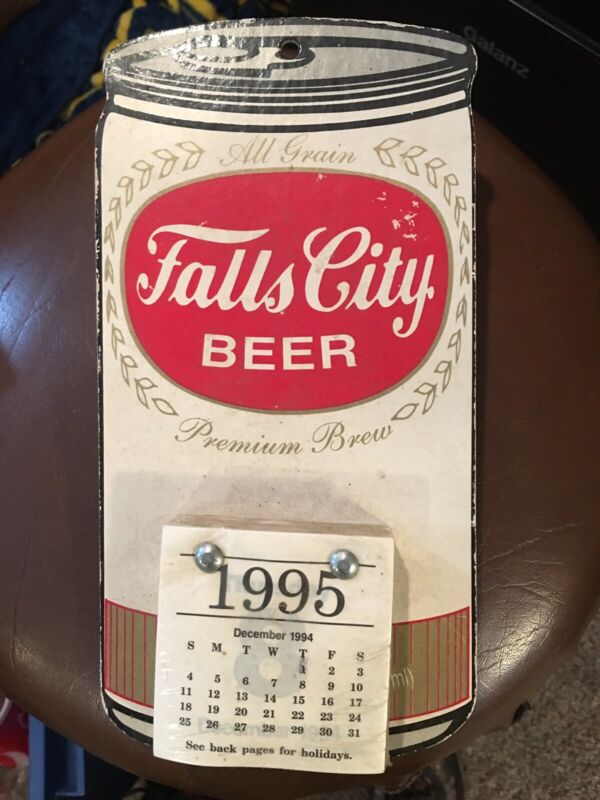 Galanz
All Grain
Falls City
BEER
Premium Brew
1995
December 1994
S M T W T F S
1 2 3
4 5 6 7 8 9 10
11 12 13 14 15 16 17
18 19 20 21 22 23 24
25 26 27 28 29 30 31
See back pages for holidays.
ml)